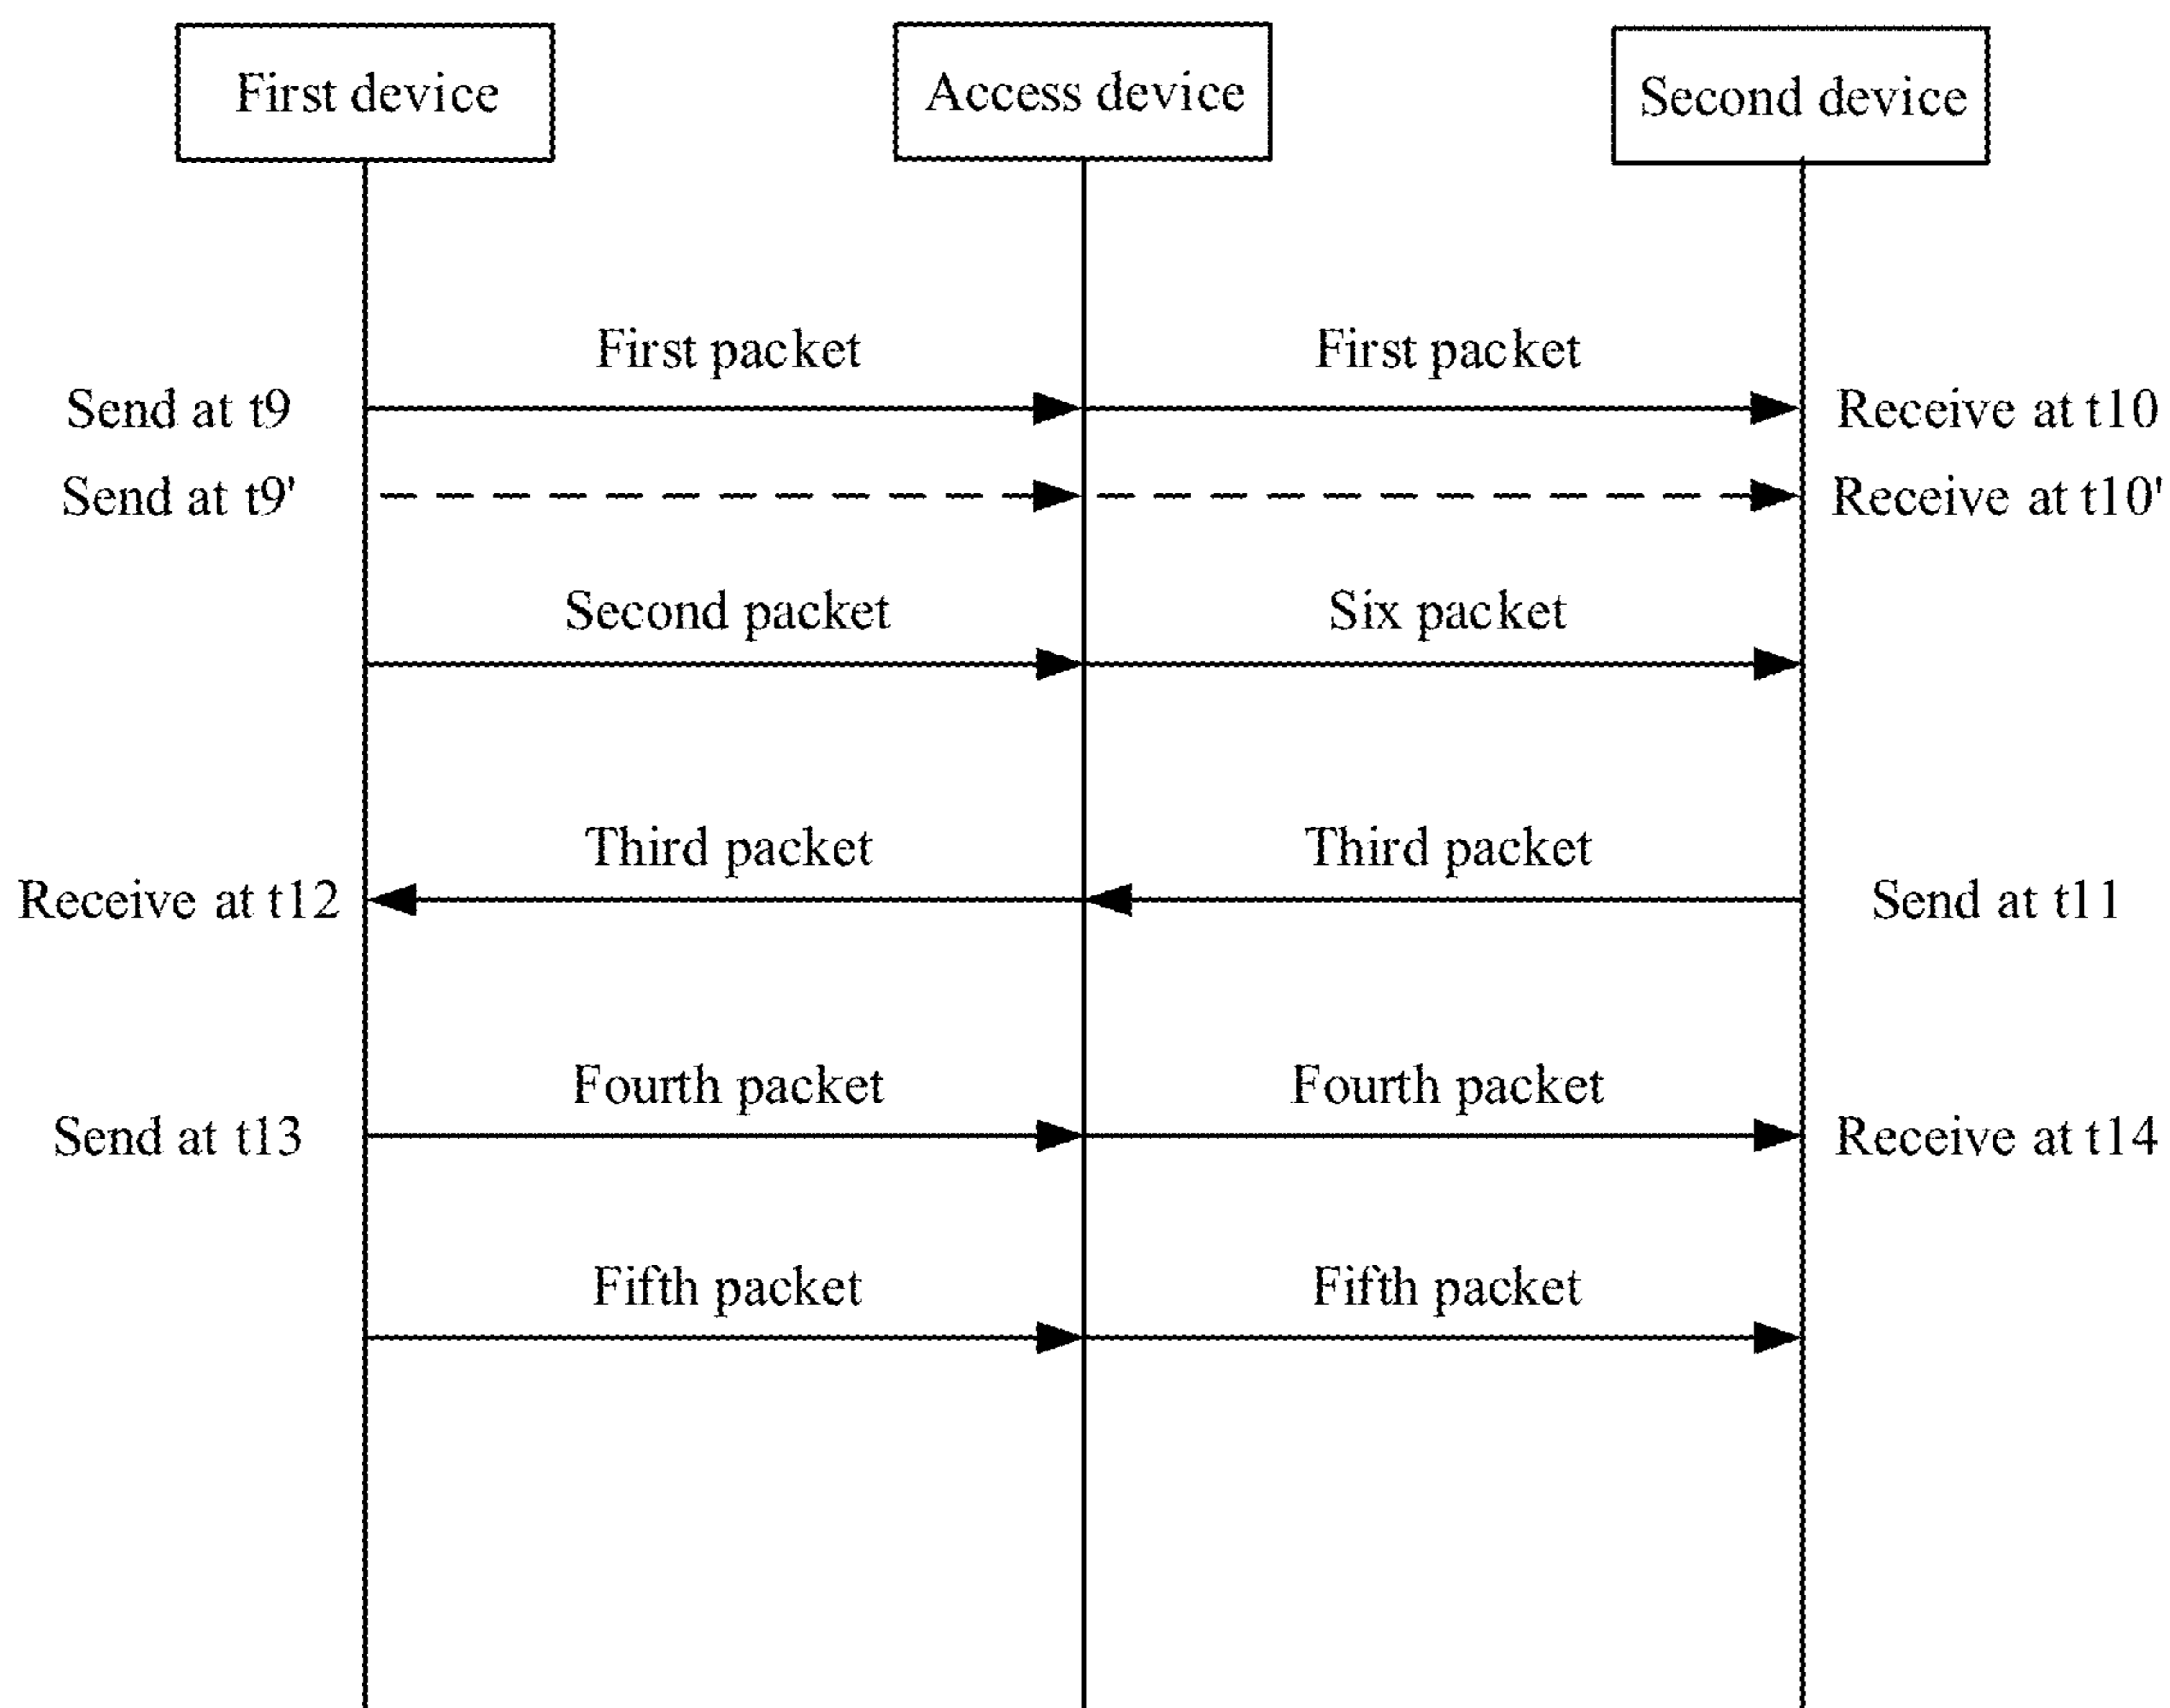 First device
Access device
Second device
First packet
First packet
Send at t9
Receive at t10
Send at t9'
Receive at t10'
Second packet
Six packet
Third packet
Third packet
Receive at t12
Send at t11
Fourth packet
Fourth packet
Send at t13
Receive at t14
Fifth packet
Fifth packet